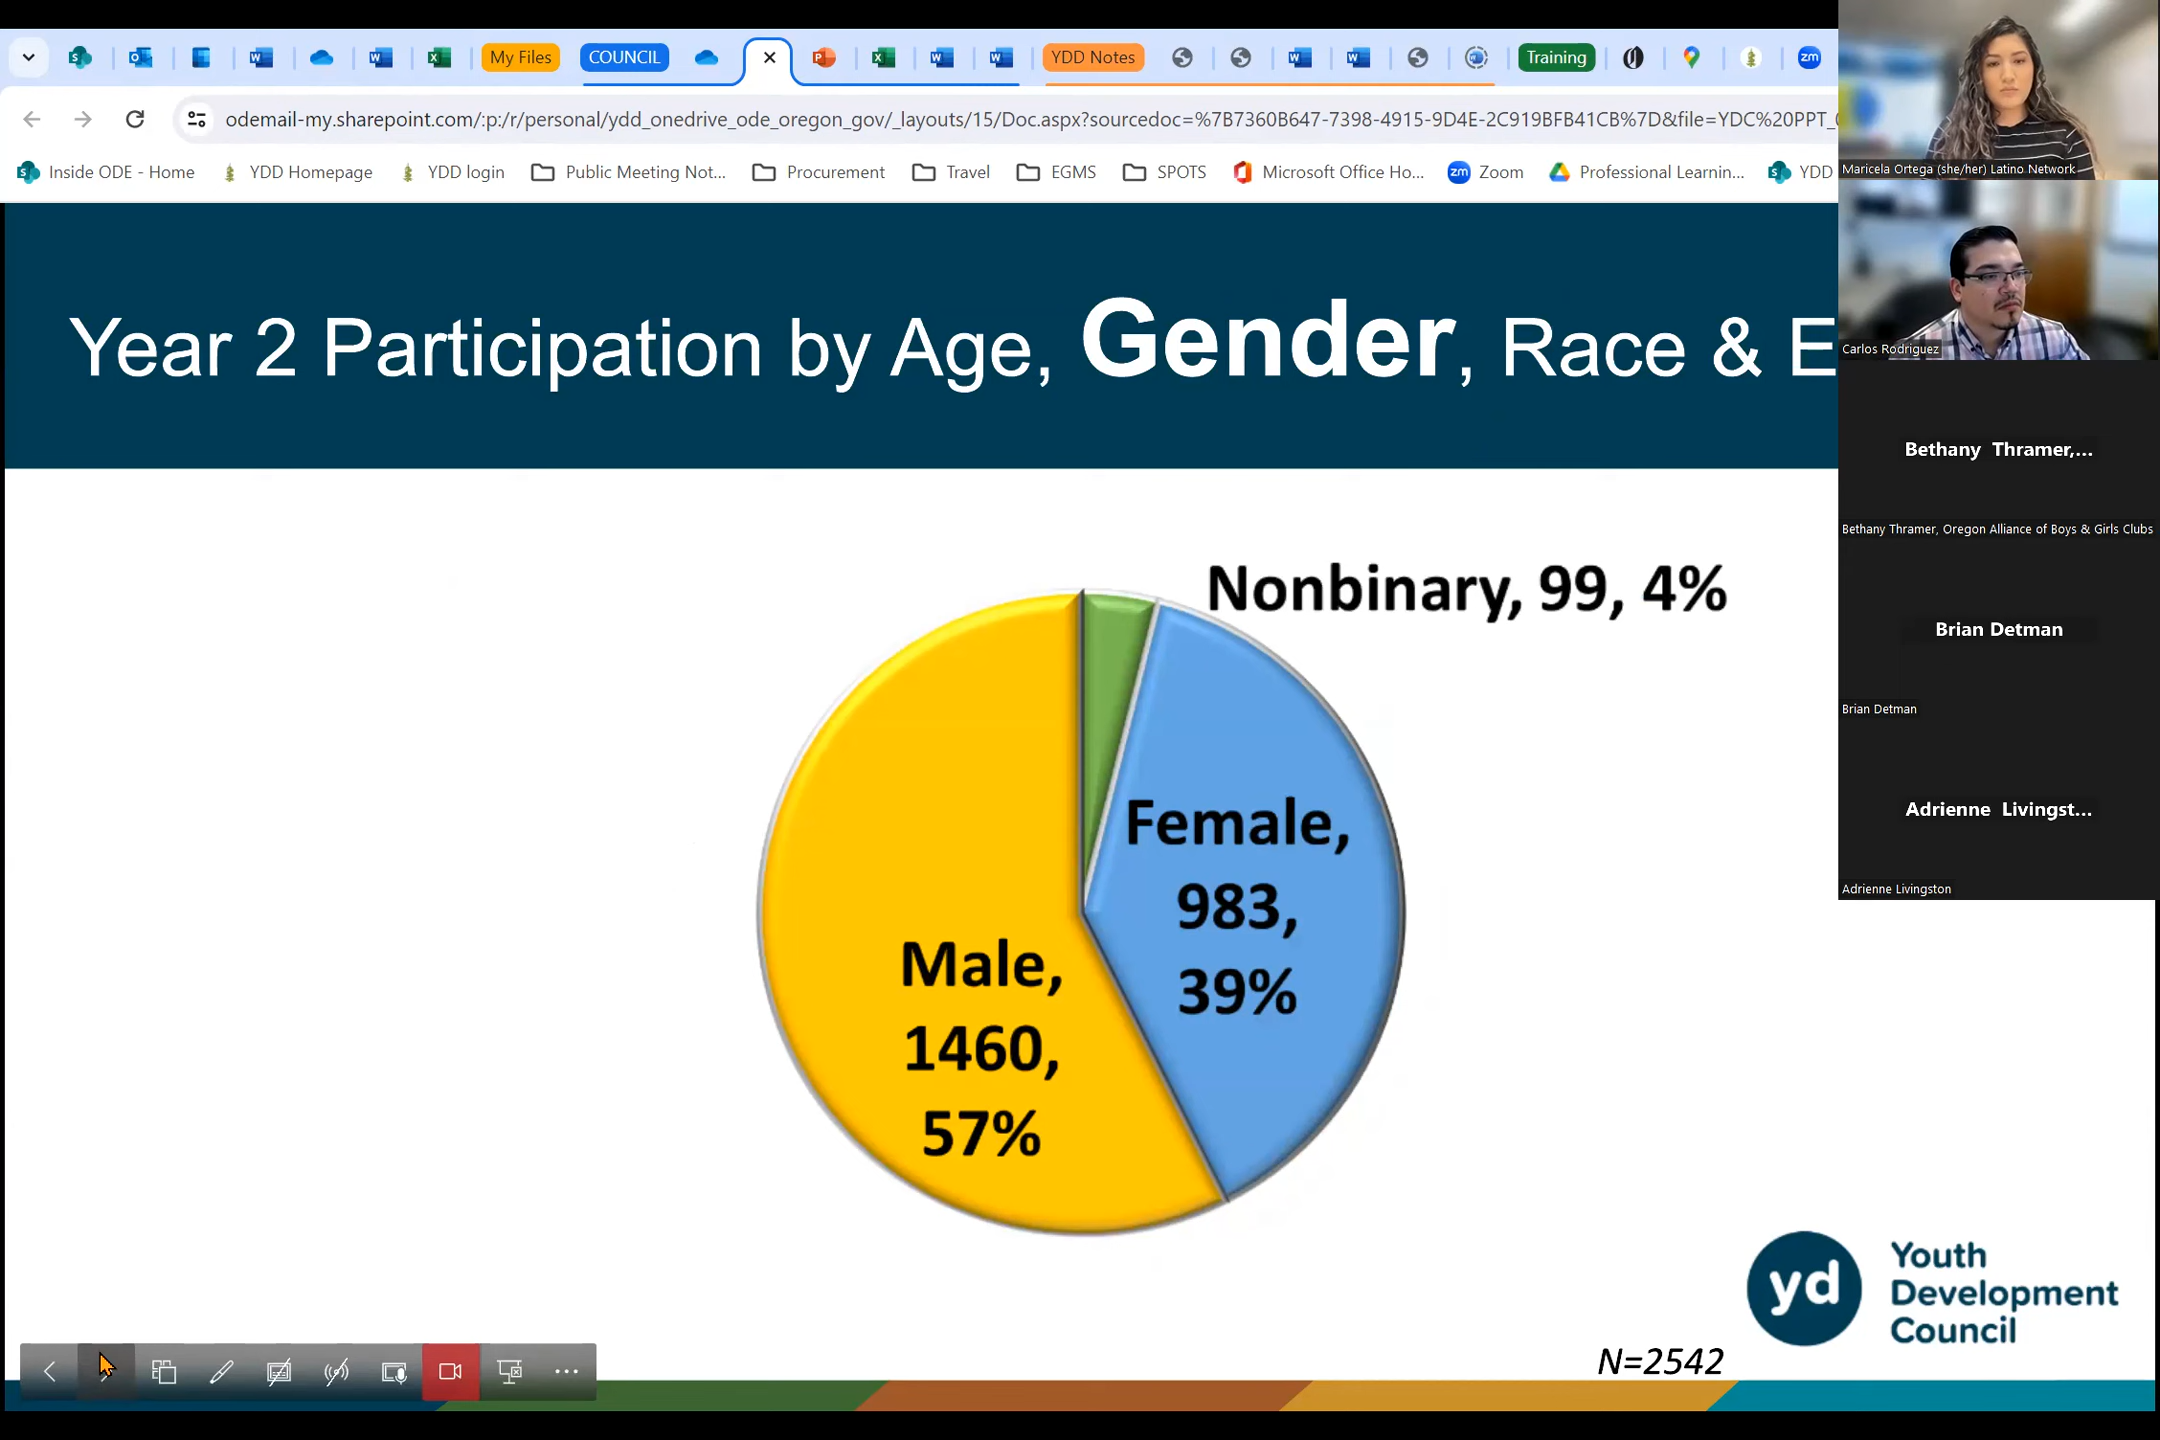 My Files
COUNCIL
YDD Notes
Training
zm
odemail-my.sharepoint.com/:p:/r/personal/ydd_onedrive_ode_oregon_gov/_layouts/15/Doc.aspx?sourcedoc=%7B7360B647-7398-4915-9D4E-2C919BFB41CB%7D&file=YDC%20PPT_
Inside ODE - Home
YDD Homepage
YDD login
Public Meeting Not...
Procurement
Travel
EGMS
SPOTS
Microsoft Office Ho...
zm Zoom
Professional Learnin...
YDD
Year 2 Participation by Age, Gender, Race & E
Nonbinary, 99, 4%
Female,
983,
39%
Male,
1460,
57%
N=2542
yd
Youth
Development
Council
Maricela Ortega (she/her) Latino Network
Carlos Rodriguez
Bethany Thramer,...
Bethany Thramer, Oregon Alliance of Boys & Girls Clubs
Brian Detman
Brian Detman
Adrienne Livingst...
Adrienne Livingston